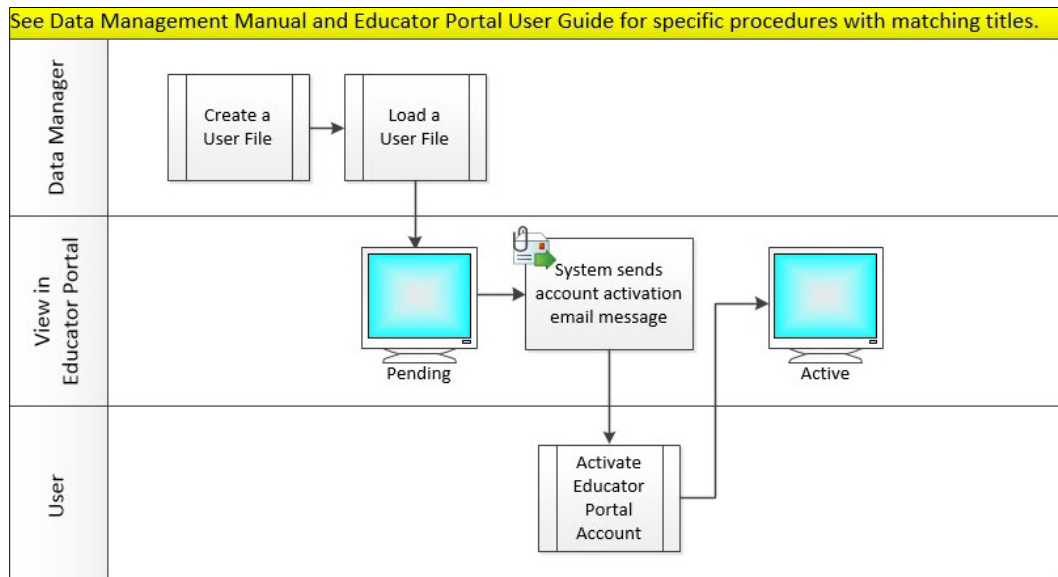 See Data Management Manual and Educator Portal User Guide for specific procedures with matching titles.
Data Manager
Create a
User File
Load a
User File
View in
Educator Portal
Pending
System sends
account activation
email message
Active
User
Activate
Educator
Portal
Account